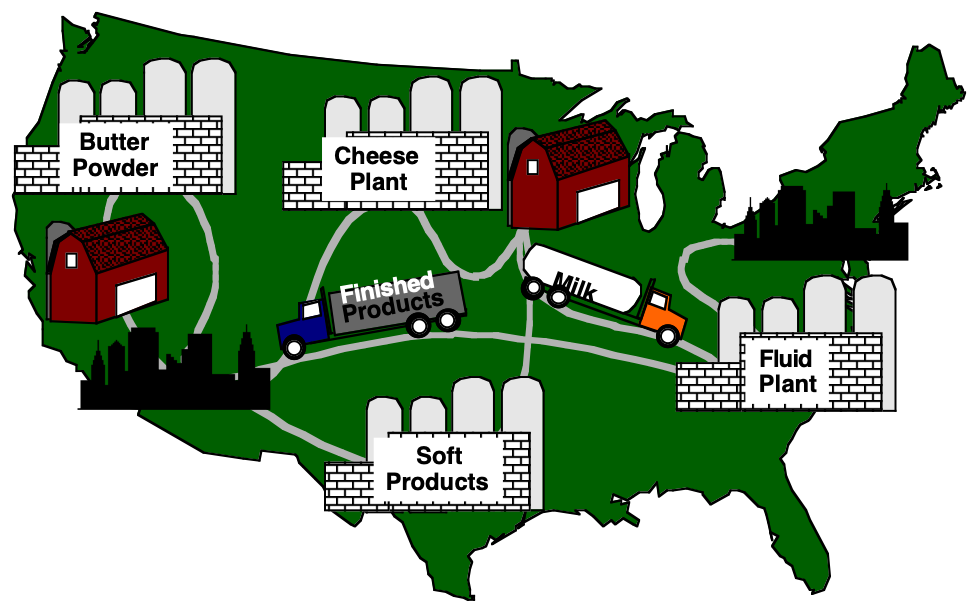 Butter
Powder
Cheese
Plant
Finished
Products
Milk
Fluid
Plant
Soft
Products